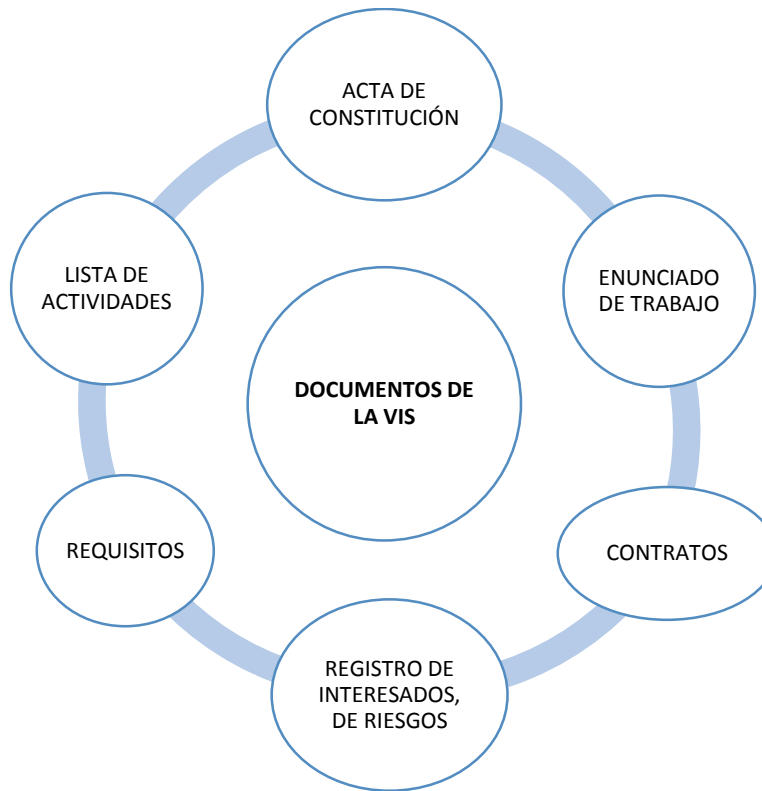 ACTA DE
CONSTITUCIÓN
ENUNCIADO
DE TRABAJO
CONTRATOS
REGISTRO DE
INTERESADOS,
DE RIESGOS
REQUISITOS
LISTA DE
ACTIVIDADES
DOCUMENTOS DE
LA VIS